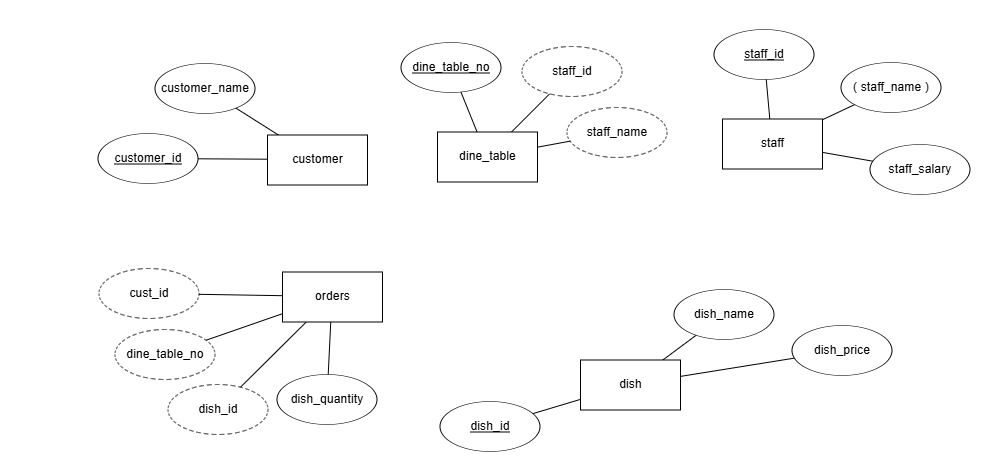 customer_name
customer_id
customer
dine_table_no
staff_id
staff_name
dine_table
staff_id
( staff_name )
staff
staff_salary
cust_id
orders
dine_table_no
dish_id
dish_quantity
dish_name
dish_price
dish
dish_id